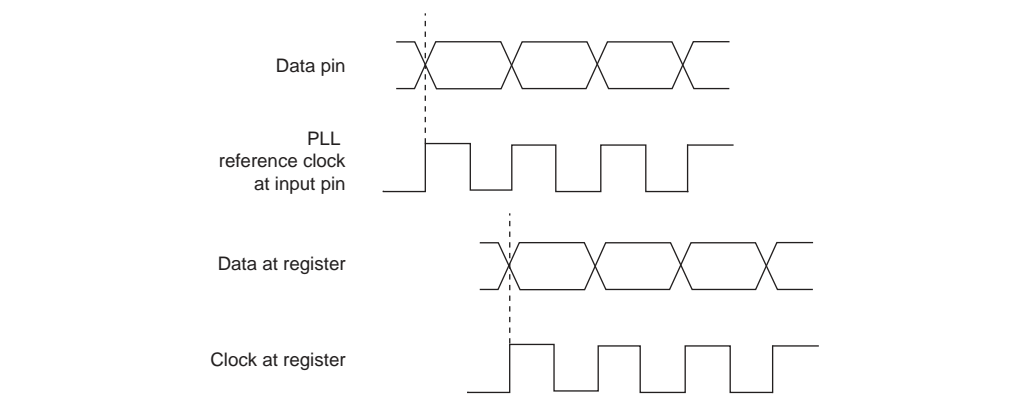 Data pin
PLL
reference clock
at input pin
Data at register
Clock at register